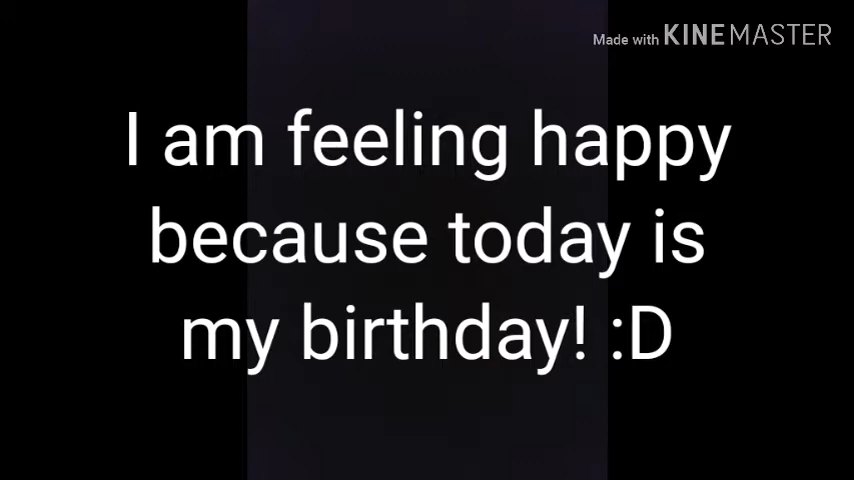 Made with KINEMASTER
I am feeling happy
because today is
my birthday! :D